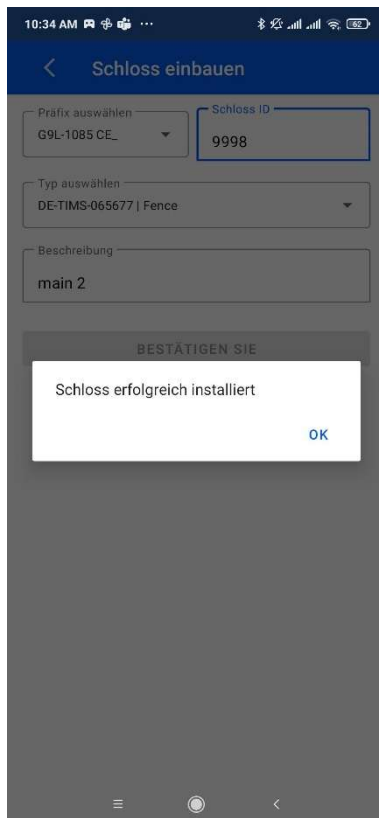 10:34 AM
62
Schloss einbauen
Präfix auswählen
G9L-1085 CE_
Schloss ID
9998
Typ auswählen
DE-TIMS-065677 | Fence
Beschreibung
main 2
BESTÄTIGEN SIE
Schloss erfolgreich installiert
OK